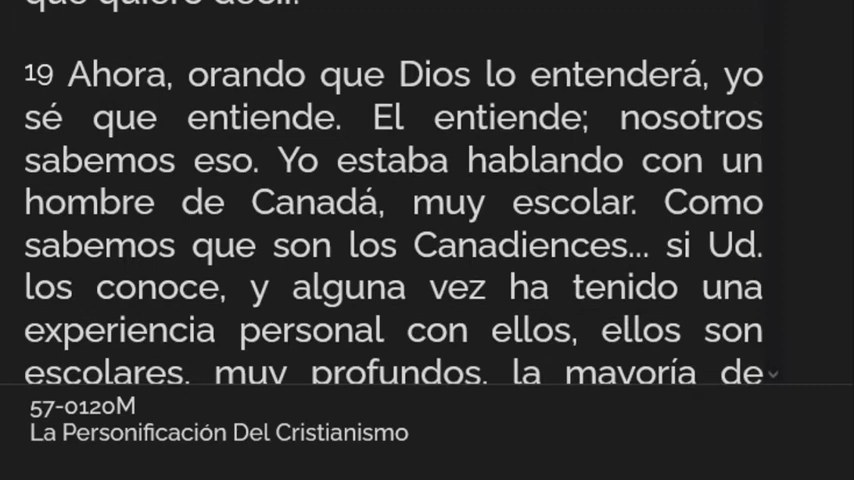 que quiero decir.
19 Ahora, orando que Dios lo entenderá, yo
sé que entiende. El entiende; nosotros
sabemos eso. Yo estaba hablando con un
hombre de Canadá, muy escolar. Como
sabemos que son los Canadiences... si Ud.
los conoce, y alguna vez ha tenido una
experiencia personal con ellos, ellos son
escolares, muy profundos, la mayoría de
57-0120M
La Personificación Del Cristianismo